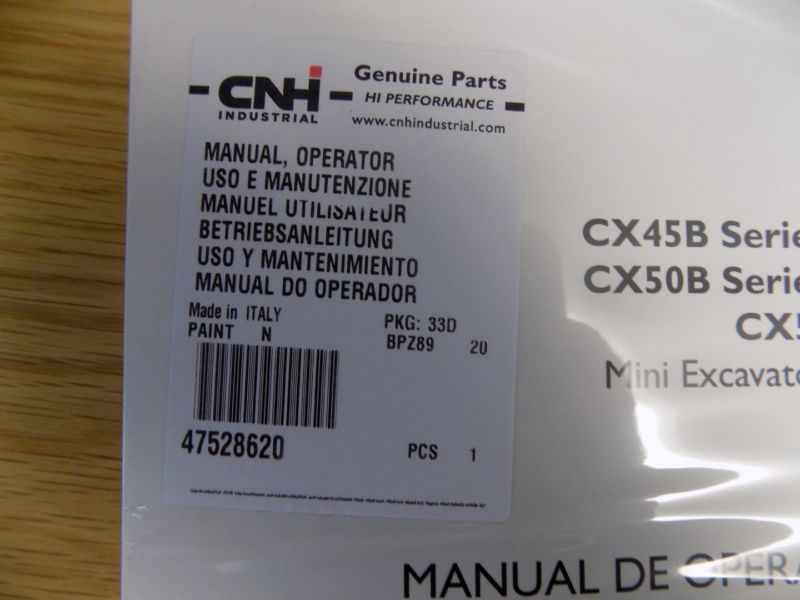 CNH
INDUSTRIAL
Genuine Parts
HI PERFORMANCE
www.cnhindustrial.com
MANUAL, OPERATOR
USO E MANUTENZIONE
MANUEL UTILISATEUR
BETRIEBSANLEITUNG
USO Y MANTENIMIENTO
MANUAL DO OPERADOR
Made in ITALY
PAINT N
PKG: 33D
BPZ89 20
47528620
PCS 1
CX45B Serie
CX50B Serie
CX5
Mini Excavato
MANUAL DE OPERA